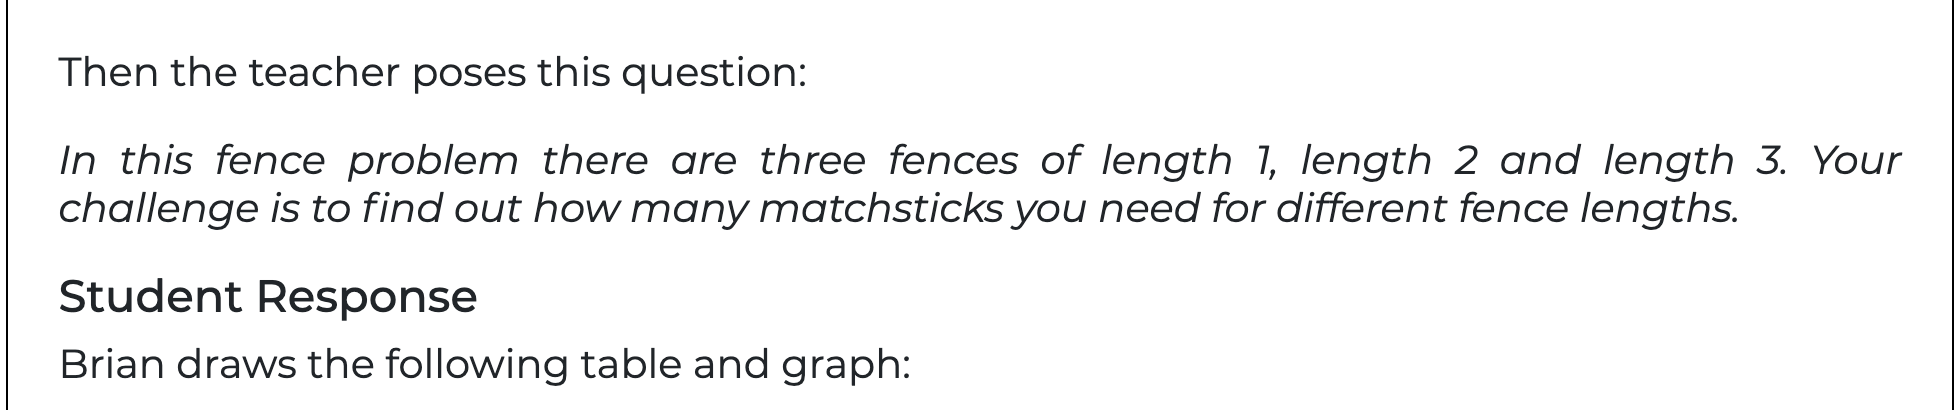 Then the teacher poses this question:
In this fence problem there are three fences of length 1, length 2 and length 3. Your
challenge is to find out how many matchsticks you need for different fence lengths.
Student Response
Brian draws the following table and graph: